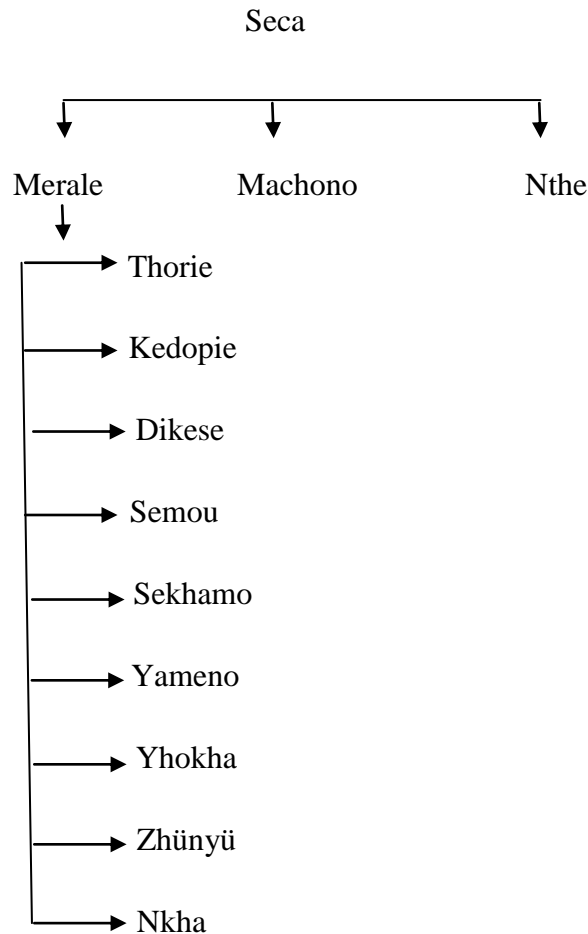 Seca
Merale Machono Nthe
Thorie
Kedopie
Dikese
Semou
Sekhamo
Yameno
Yhokha
Zhünyü
Nkha